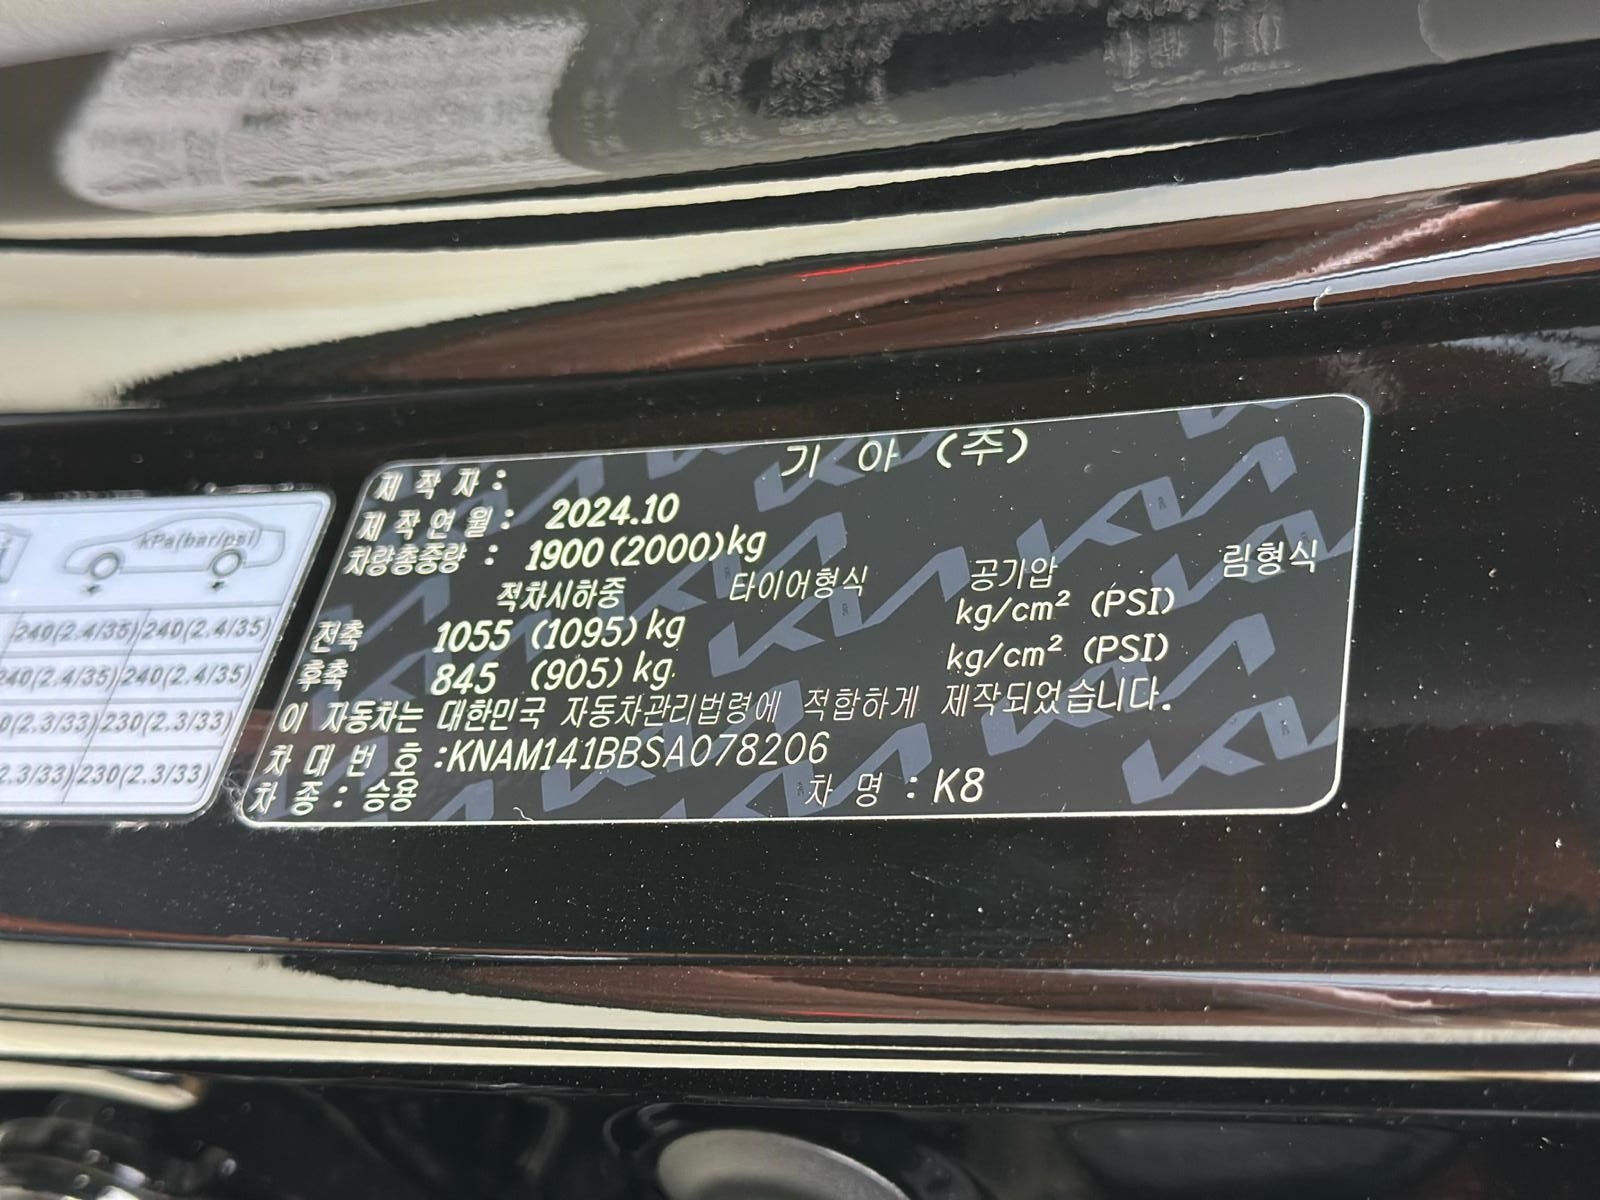 kPa(bar/psi)
240(2.4/35) 240(2.4/35)
240(2.4/35) 240(2.4/35)
230(2.3/33)
230(2.3/33)
제 작 자 : 기 아 (주)
제 작 연 월 : 2024.10
차량총중량 : 1900 (2000) kg
적차시하중 타이어형식 공기압 림형식
전축 1055 (1095) kg kg/cm² (PSI)
후축 845 (905) kg. kg/cm² (PSI)
이 자동차는 대한민국 자동차관리법령에 적합하게 제작되었습니다.
차 대 번 호 :KNAM141BBSA078206
차 종 : 승용 차 명 : K8